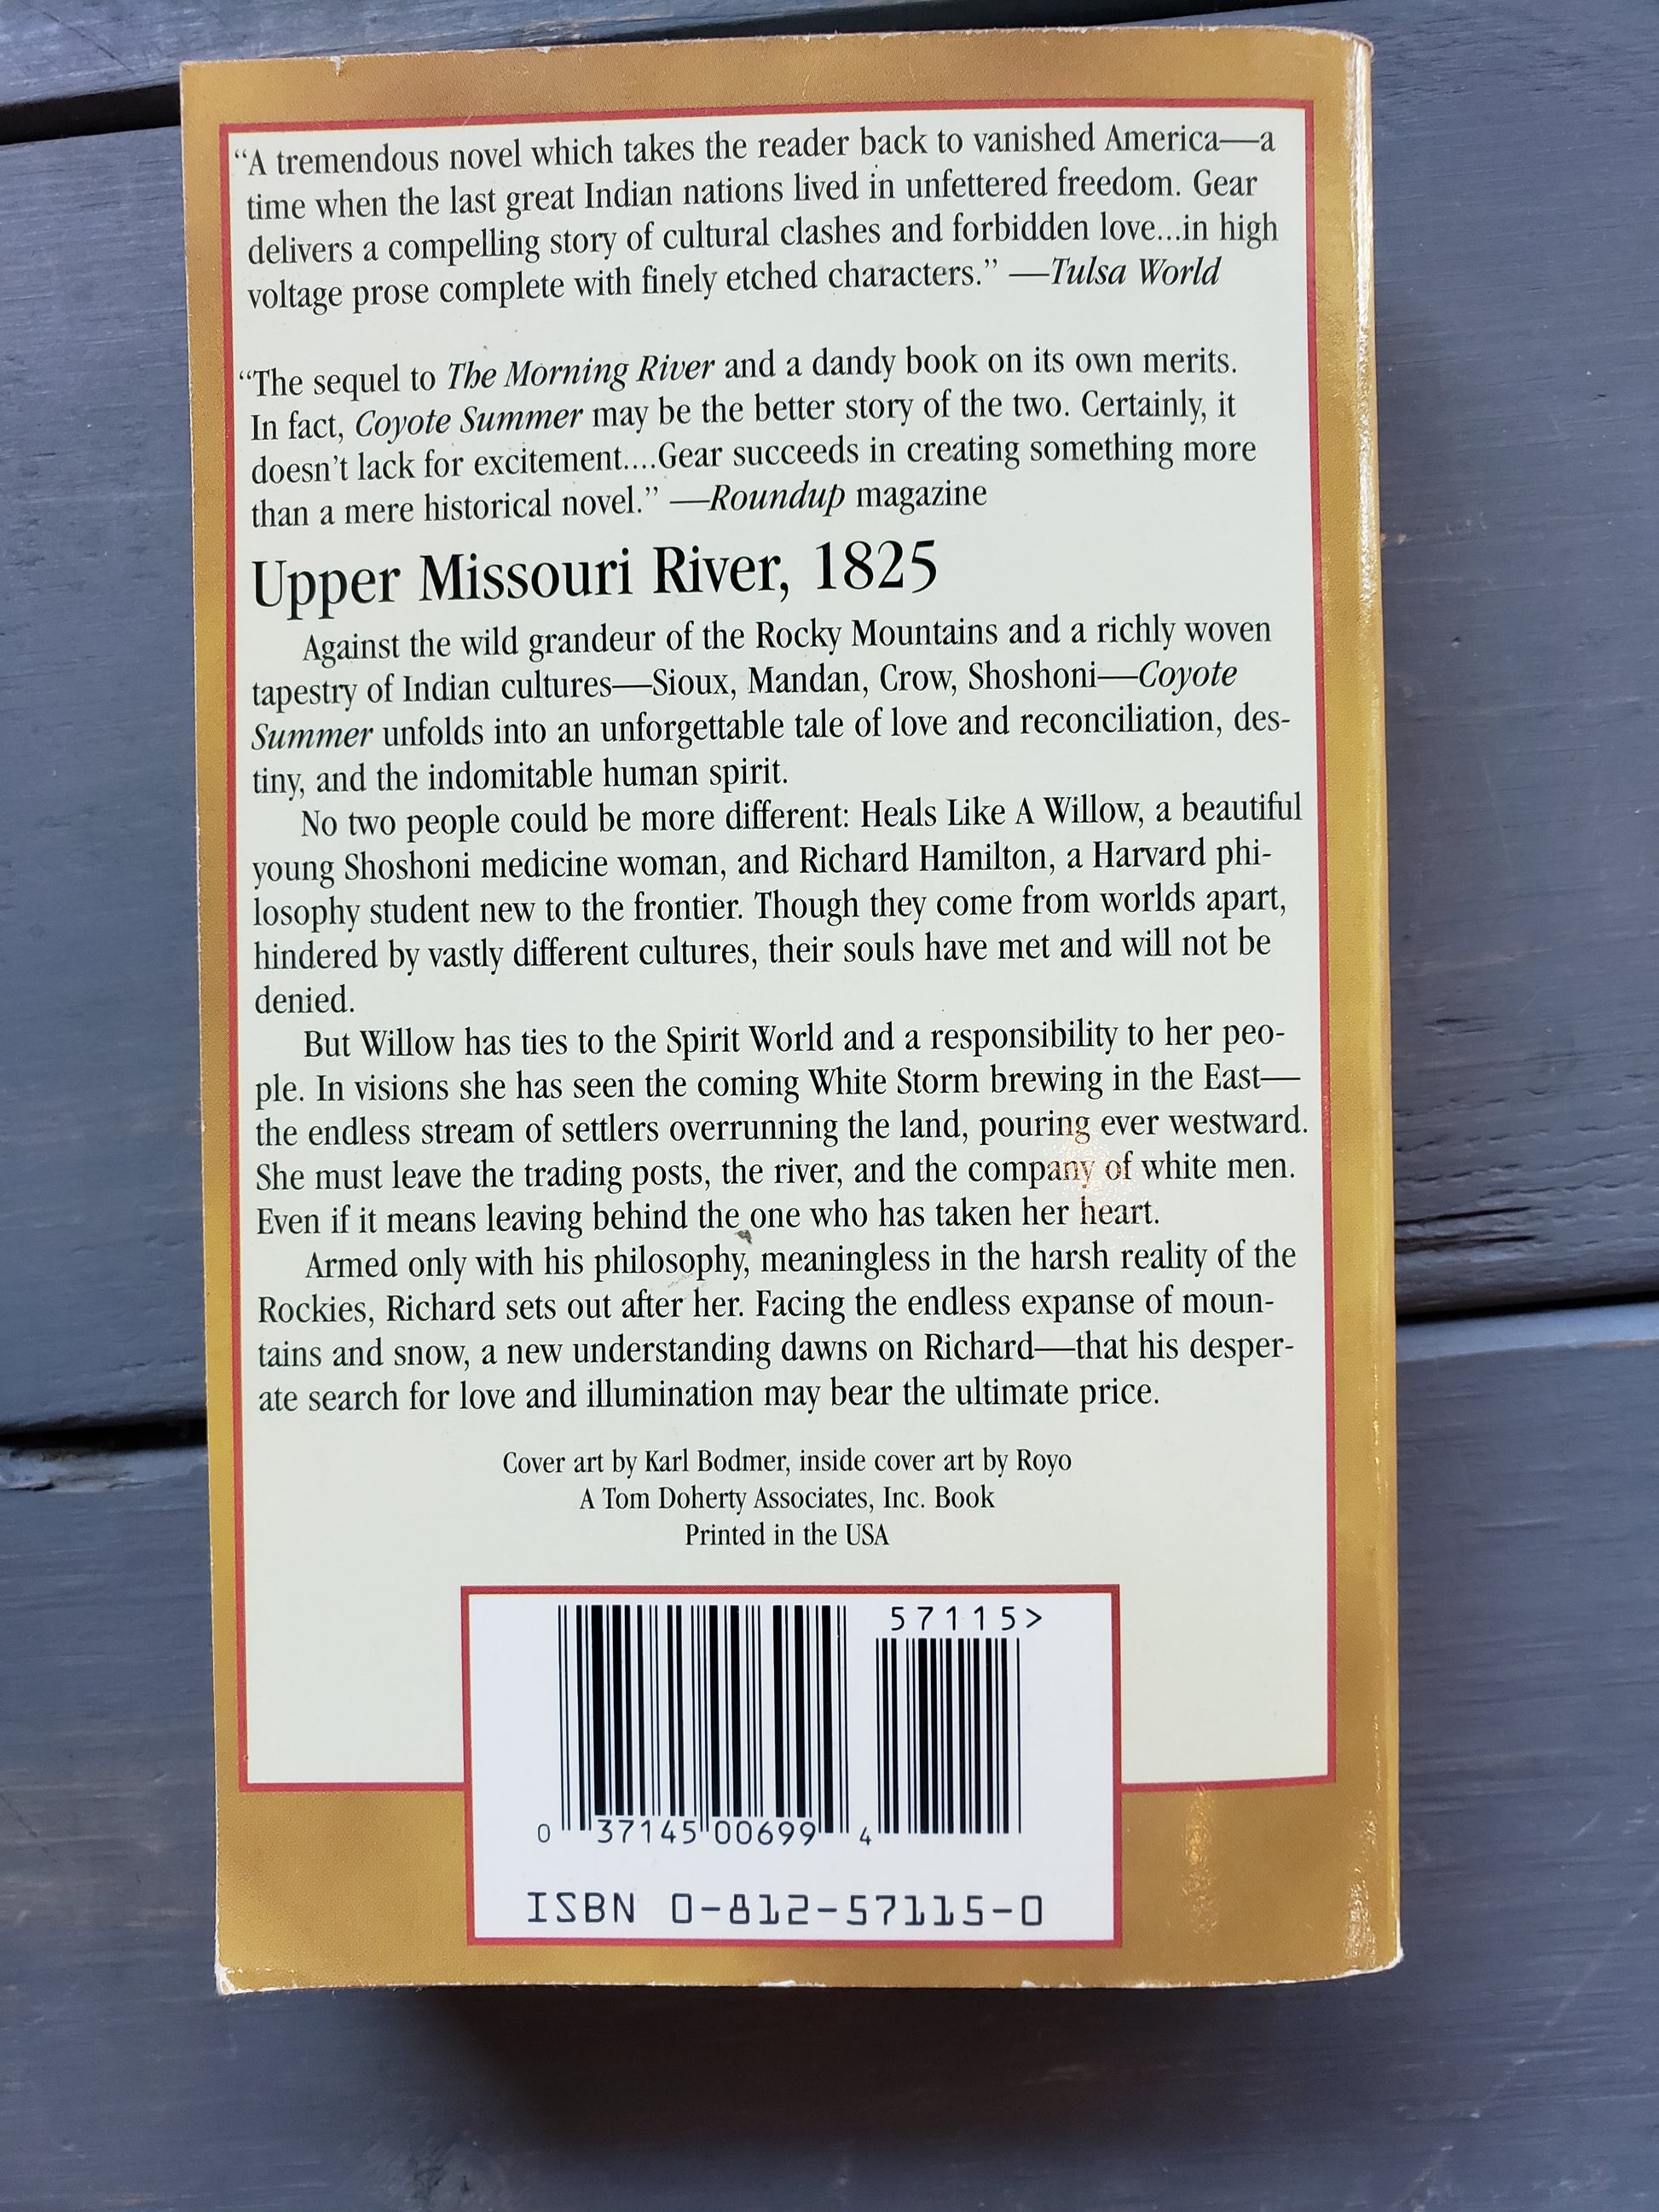 “A tremendous novel which takes the reader back to vanished America—a
time when the last great Indian nations lived in unfettered freedom. Gear
delivers a compelling story of cultural clashes and forbidden love...in high
voltage prose complete with finely etched characters.” —Tulsa World
“The sequel to The Morning River and a dandy book on its own merits.
In fact, Coyote Summer may be the better story of the two. Certainly, it
doesn’t lack for excitement....Gear succeeds in creating something more
than a mere historical novel.” —Roundup magazine
Upper Missouri River, 1825
Against the wild grandeur of the Rocky Mountains and a richly woven
tapestry of Indian cultures—Sioux, Mandan, Crow, Shoshoni—Coyote
Summer unfolds into an unforgettable tale of love and reconciliation, des-
tiny, and the indomitable human spirit.
No two people could be more different: Heals Like A Willow, a beautiful
young Shoshoni medicine woman, and Richard Hamilton, a Harvard phi-
losophy student new to the frontier. Though they come from worlds apart,
hindered by vastly different cultures, their souls have met and will not be
denied.
But Willow has ties to the Spirit World and a responsibility to her peo-
ple. In visions she has seen the coming White Storm brewing in the East—
the endless stream of settlers overrunning the land, pouring ever westward.
She must leave the trading posts, the river, and the company of white men.
Even if it means leaving behind the one who has taken her heart.
Armed only with his philosophy, meaningless in the harsh reality of the
Rockies, Richard sets out after her. Facing the endless expanse of moun-
tains and snow, a new understanding dawns on Richard—that his desper-
ate search for love and illumination may bear the ultimate price.
Cover art by Karl Bodmer, inside cover art by Royo
A Tom Doherty Associates, Inc. Book
Printed in the USA
57115>
0 37145 00699 4
ISBN 0-812-57115-0